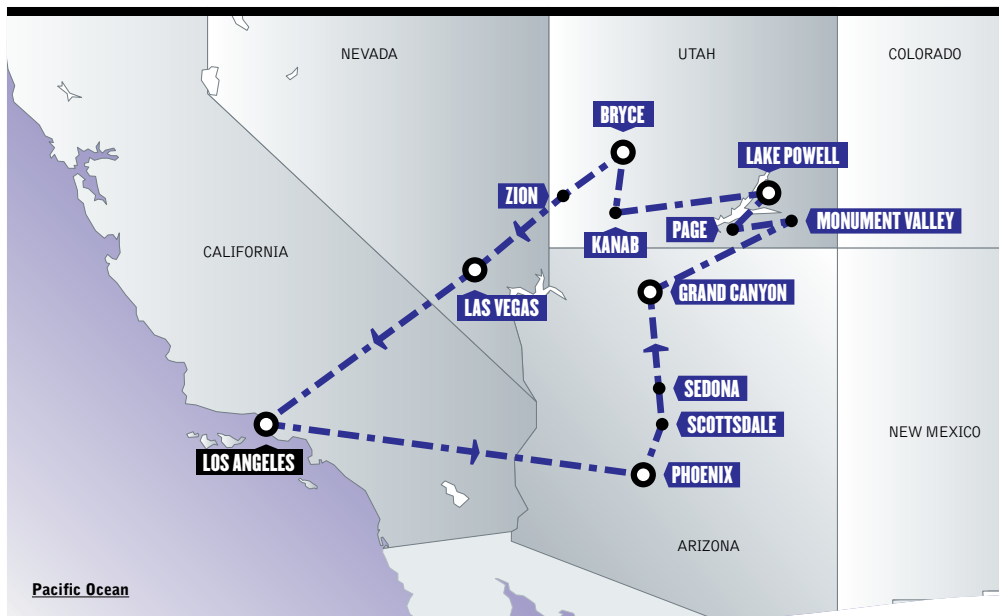 NEVADA
UTAH
COLORADO
BRYCE
LAKE POWELL
ZION
MONUMENT VALLEY
PAGE
KANAB
CALIFORNIA
GRAND CANYON
LAS VEGAS
SEDONA
SCOTTSDALE
NEW MEXICO
LOS ANGELES
PHOENIX
ARIZONA
Pacific Ocean